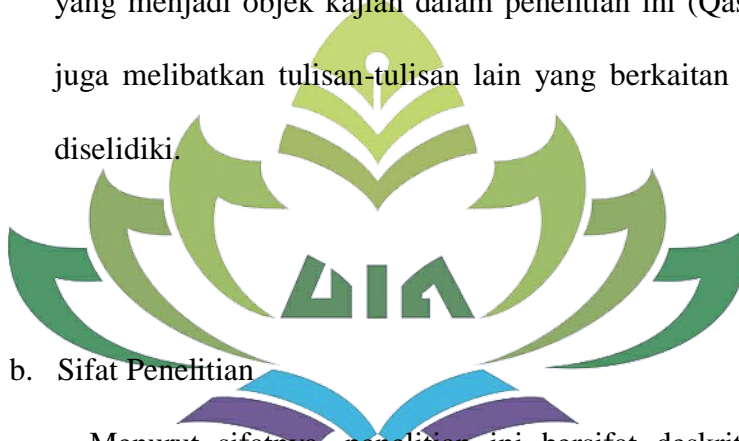 yang menjadi objek kajian dalam penelitian ini
juga melibatkan tulisan-tulisan lain yang berkaitan
diselidiki.
UIN
b. Sifat Penelitian
Menurut sifatnya, penelitian ini bersifat